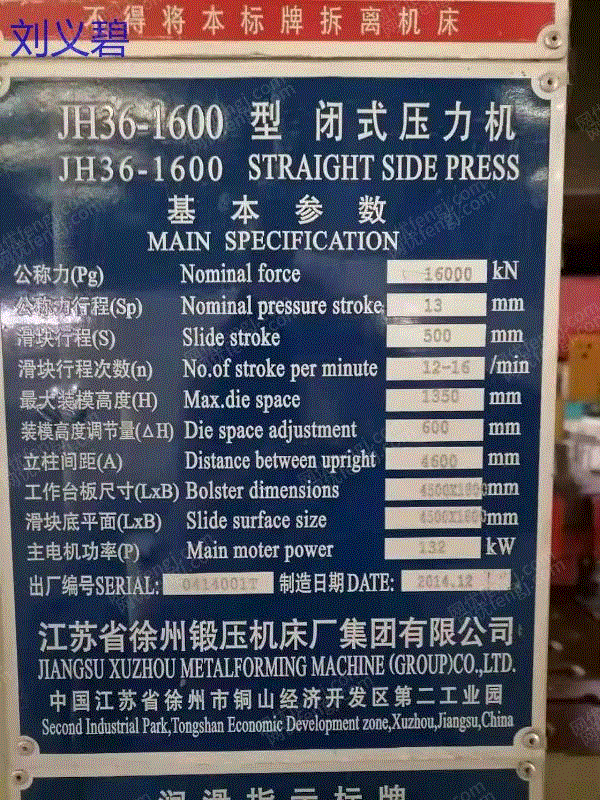 不得将本标牌拆离机床
刘义碧
JH36-1600 型 闭式压力机
JH36-1600 STRAIGHT SIDE PRESS
基本参数
MAIN SPECIFICATION
公称力(Pg) Nominal force 16000 kN
公称力行程(Sp) Nominal pressure stroke 13 mm
滑块行程(S) Slide stroke 500 mm
滑块行程次数(n) No.of stroke per minute 12-16 /min
最大装模高度(H) Max.die space 1350 mm
装模高度调节量(△H) Die space adjustment 600 mm
立柱间距(A) Distance between upright 4600 mm
工作台板尺寸(LxB) Bolster dimensions 4500X1800 mm
滑块底平面(LxB) Slide surface size 4500X1800 mm
主电机功率(P) Main moter power 132 kW
出厂编号SERIAL: 0414001T 制造日期DATE: 2014.12
江苏省徐州锻压机床厂集团有限公司
JIANGSU XUZHOU METALFORMING MACHINE (GROUP)CO.,LTD.
中国江苏省徐州市铜山经济开发区第二工业园
Second Industrial Park,Tongshan Economic Development zone,Xuzhou,Jiangsu,China
润滑指示标牌